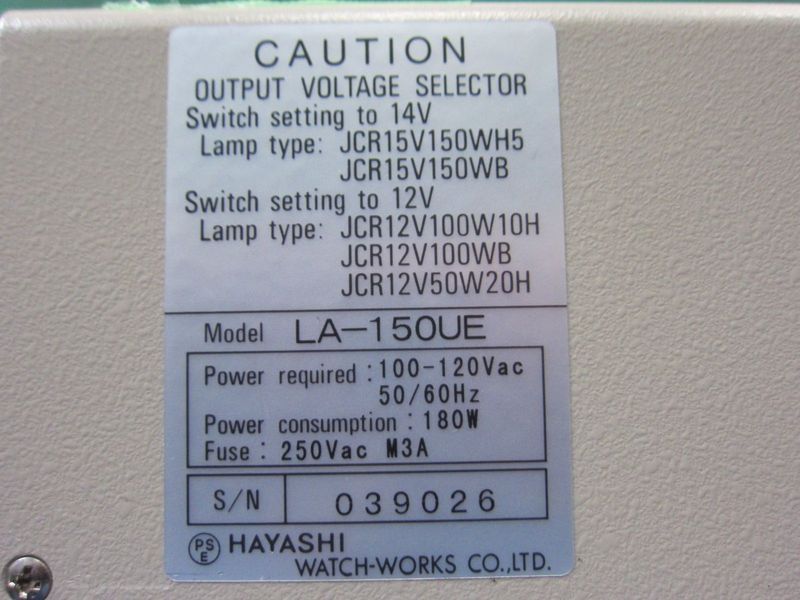 CAUTION
OUTPUT VOLTAGE SELECTOR
Switch setting to 14V
Lamp type: JCR15V150WH5
JCR15V150WB
Switch setting to 12V
Lamp type: JCR12V100W10H
JCR12V100WB
JCR12V50W20H
Model LA-150UE
Power required : 100-120Vac
50/60Hz
Power consumption : 180W
Fuse : 250Vac M3A
S/N 039026
PS
E
HAYASHI
WATCH-WORKS CO.,LTD.